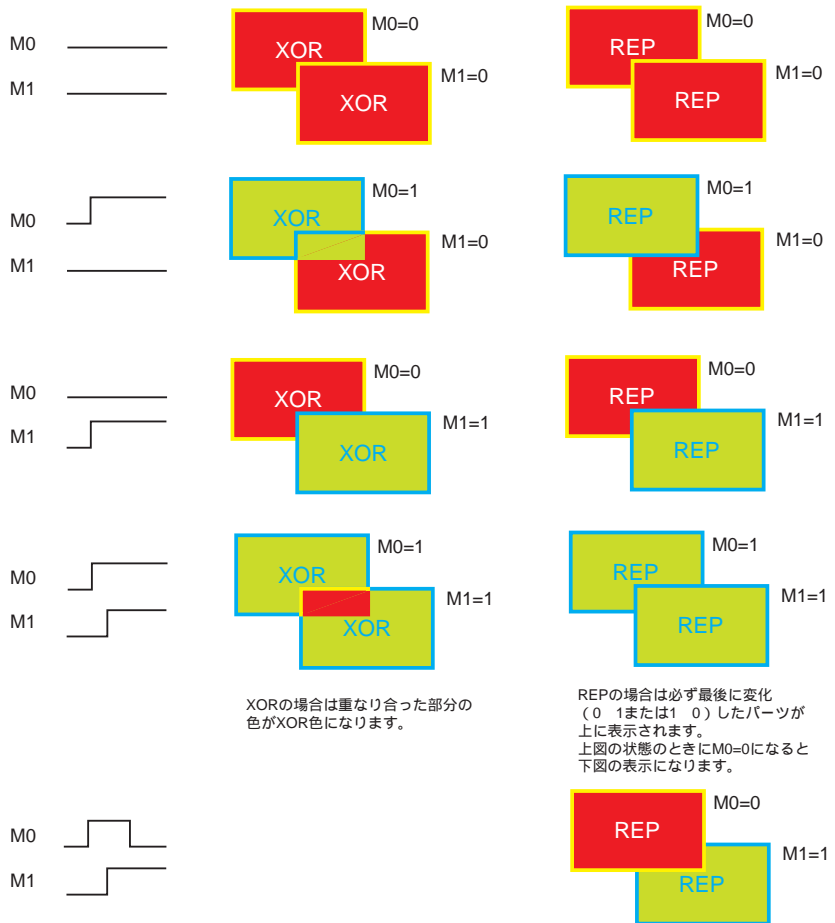 M0
M1
XOR
M0=0
XOR
M1=0
REP
M0=0
REP
M1=0
M0
M1
XOR
M0=1
XOR
M1=0
REP
M0=1
REP
M1=0
M0
M1
XOR
M0=0
XOR
M1=1
REP
M0=0
REP
M1=1
M0
M1
XOR
M0=1
XOR
M1=1
REP
M0=1
REP
M1=1
XORの場合は重なり合った部分の
色がXOR色になります。
REPの場合は必ず最後に変化
(0 1または1 0)したパーツが
上に表示されます。
上図の状態のときにM0=0になると
下図の表示になります。
M0
M1
REP
M0=0
REP
M1=1